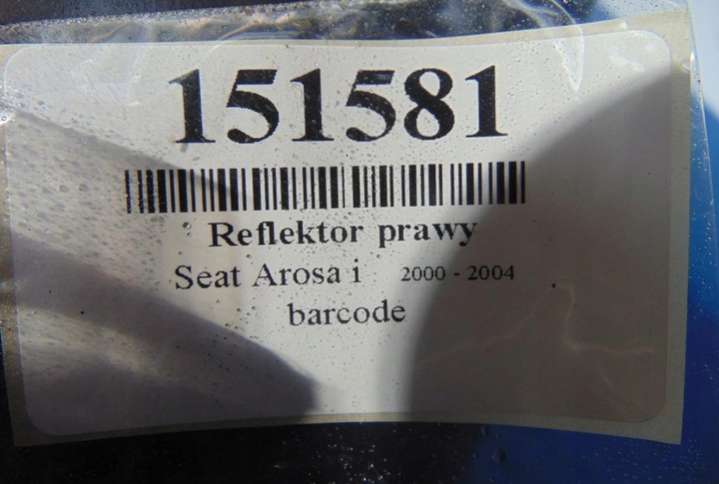 151581
Reflektor prawy
Seat Arosa i 2000 - 2004
barcode